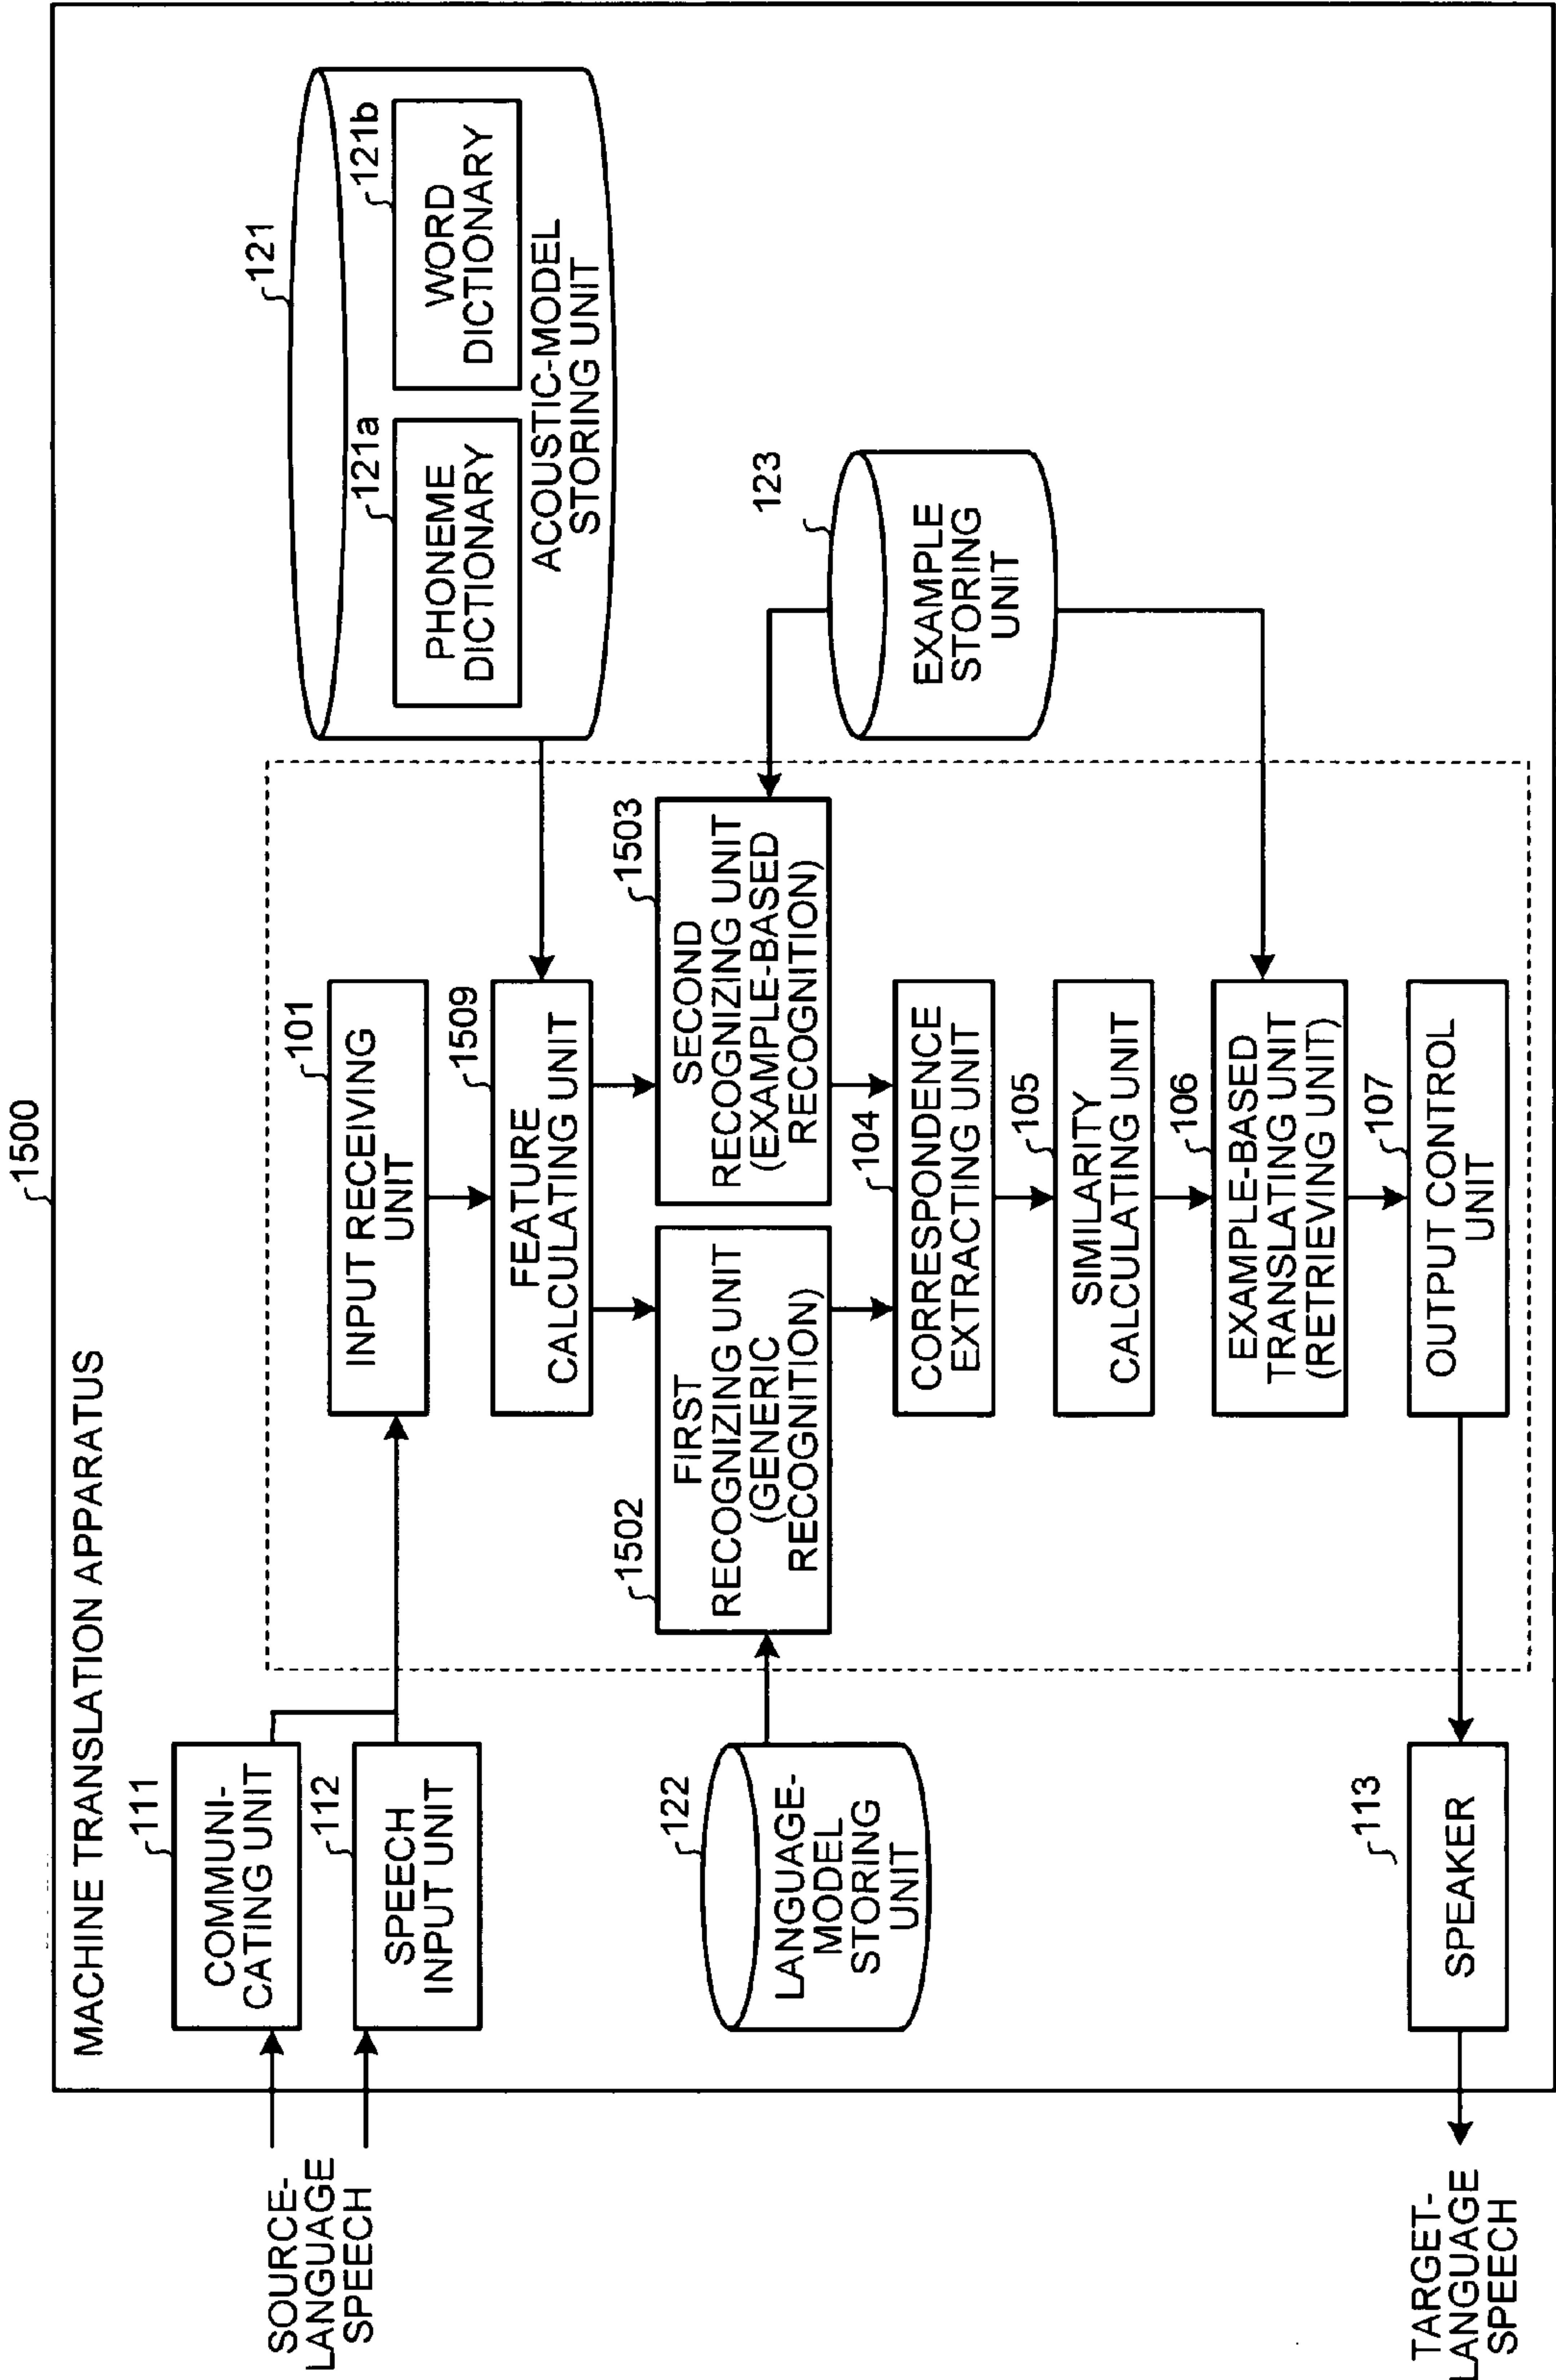 1500
MACHINE TRANSLATION APPARATUS
SOURCE-
LANGUAGE
SPEECH
111
COMMUNI-
CATING UNIT
112
SPEECH
INPUT UNIT
101
INPUT RECEIVING
UNIT
121
121a
PHONEME
DICTIONARY
121b
WORD
DICTIONARY
ACOUSTIC-MODEL
STORING UNIT
1509
FEATURE
CALCULATING UNIT
122
LANGUAGE-
MODEL
STORING
UNIT
1502
FIRST
RECOGNIZING UNIT
(GENERIC
RECOGNITION)
1503
SECOND
RECOGNIZING UNIT
(EXAMPLE-BASED
RECOGNITION)
123
EXAMPLE
STORING
UNIT
104
CORRESPONDENCE
EXTRACTING UNIT
105
SIMILARITY
CALCULATING UNIT
106
EXAMPLE-BASED
TRANSLATING UNIT
(RETRIEVING UNIT)
107
OUTPUT CONTROL
UNIT
113
SPEAKER
TARGET-
LANGUAGE
SPEECH